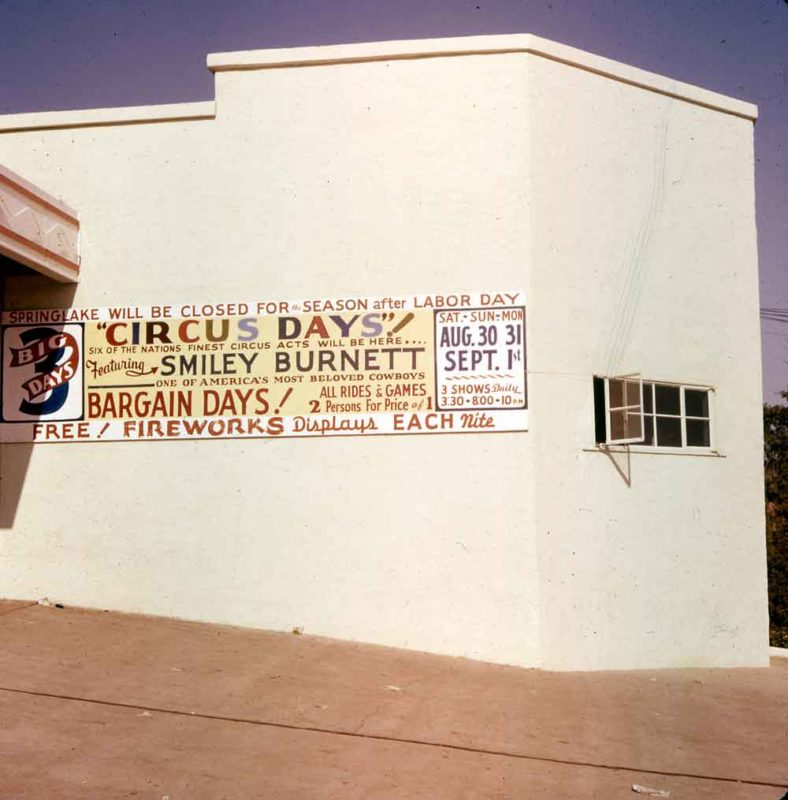 SPRINGLAKE WILL BE CLOSED FOR the SEASON after LABOR DAY
3 BIG DAYS
"CIRCUS DAYS"!
SIX OF THE NATIONS FINEST CIRCUS ACTS WILL BE HERE....
Featuring SMILEY BURNETT
ONE OF AMERICA'S MOST BELOVED COWBOYS
BARGAIN DAYS!
ALL RIDES & GAMES
2 Persons For Price of 1
SAT.- SUN-MON
AUG. 30 31
SEPT. 1st
3 SHOWS Daily
3:30 - 8:00 - 10 PM
FREE! FIREWORKS Displays EACH Nite